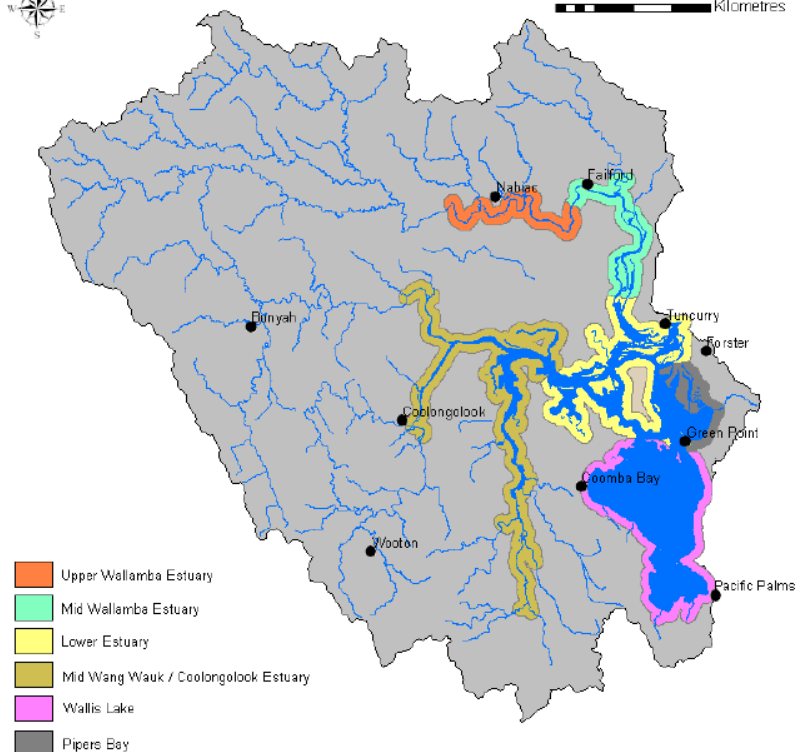 W E
S
Kilometres
Failford
Nabiac
Tuncurry
Bunyah
Forster
Coolongolook
Green Point
Coomba Bay
Wooton
Upper Wallamba Estuary
Pacific Palms
Mid Wallamba Estuary
Lower Estuary
Mid Wang Wauk / Coolongolook Estuary
Wallis Lake
Pipers Bay